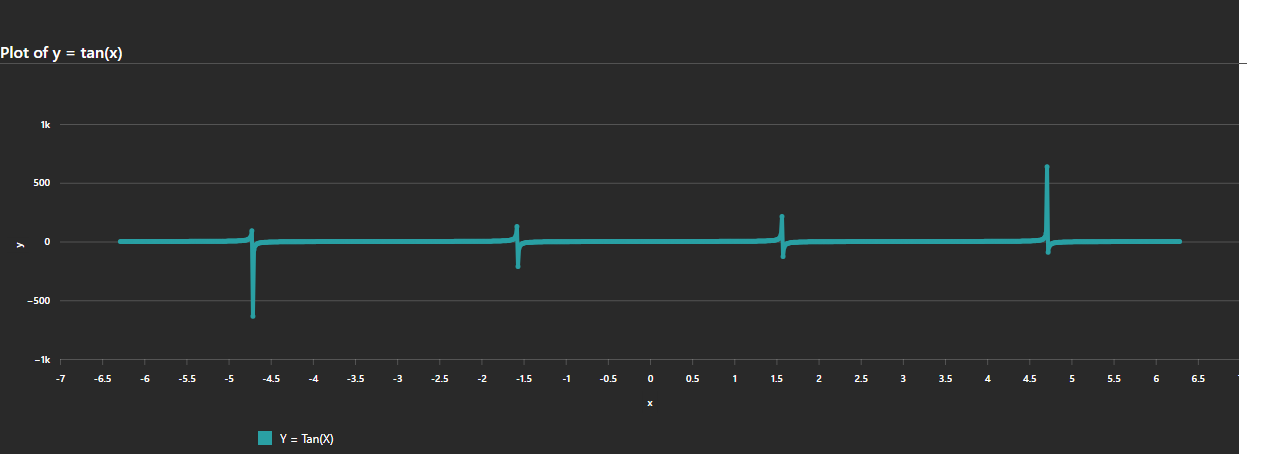 Plot of y = tan(x)
1k
500
0
−500
−1k
y
-7 -6.5 -6 -5.5 -5 -4.5 -4 -3.5 -3 -2.5 -2 -1.5 -1 -0.5 0 0.5 1 1.5 2 2.5 3 3.5 4 4.5 5 5.5 6 6.5
x
Y = Tan(X)